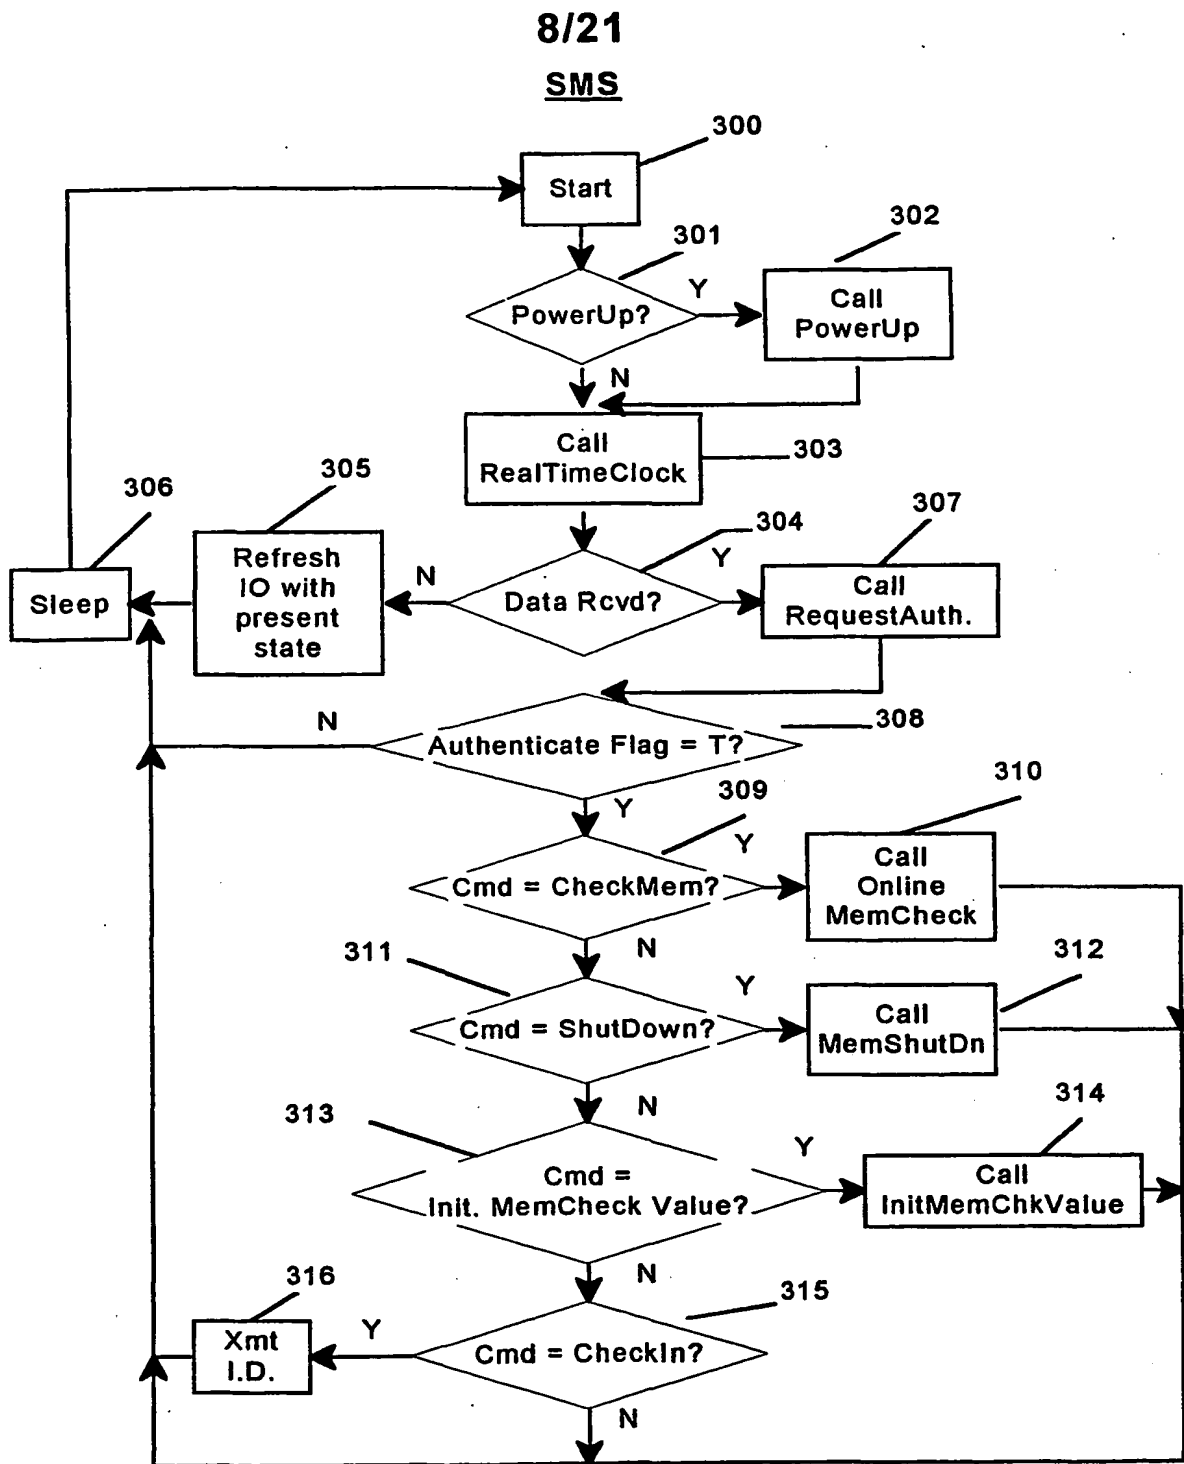 8/21
SMS
300
Start
301
302
PowerUp?
Y
Call
PowerUp
N
Call
RealTimeClock
303
304
305
306
307
Refresh
IO with
present
state
Sleep
N
Data Rcvd?
Y
Call
RequestAuth.
N
Authenticate Flag = T?
308
Y
309
310
Cmd = CheckMem?
Y
Call
Online
MemCheck
N
311
312
Cmd = ShutDown?
Y
Call
MemShutDn
N
313
314
Cmd =
Init. MemCheck Value?
Y
Call
InitMemChkValue
N
316
315
Xmt
I.D.
Y
Cmd = CheckIn?
N